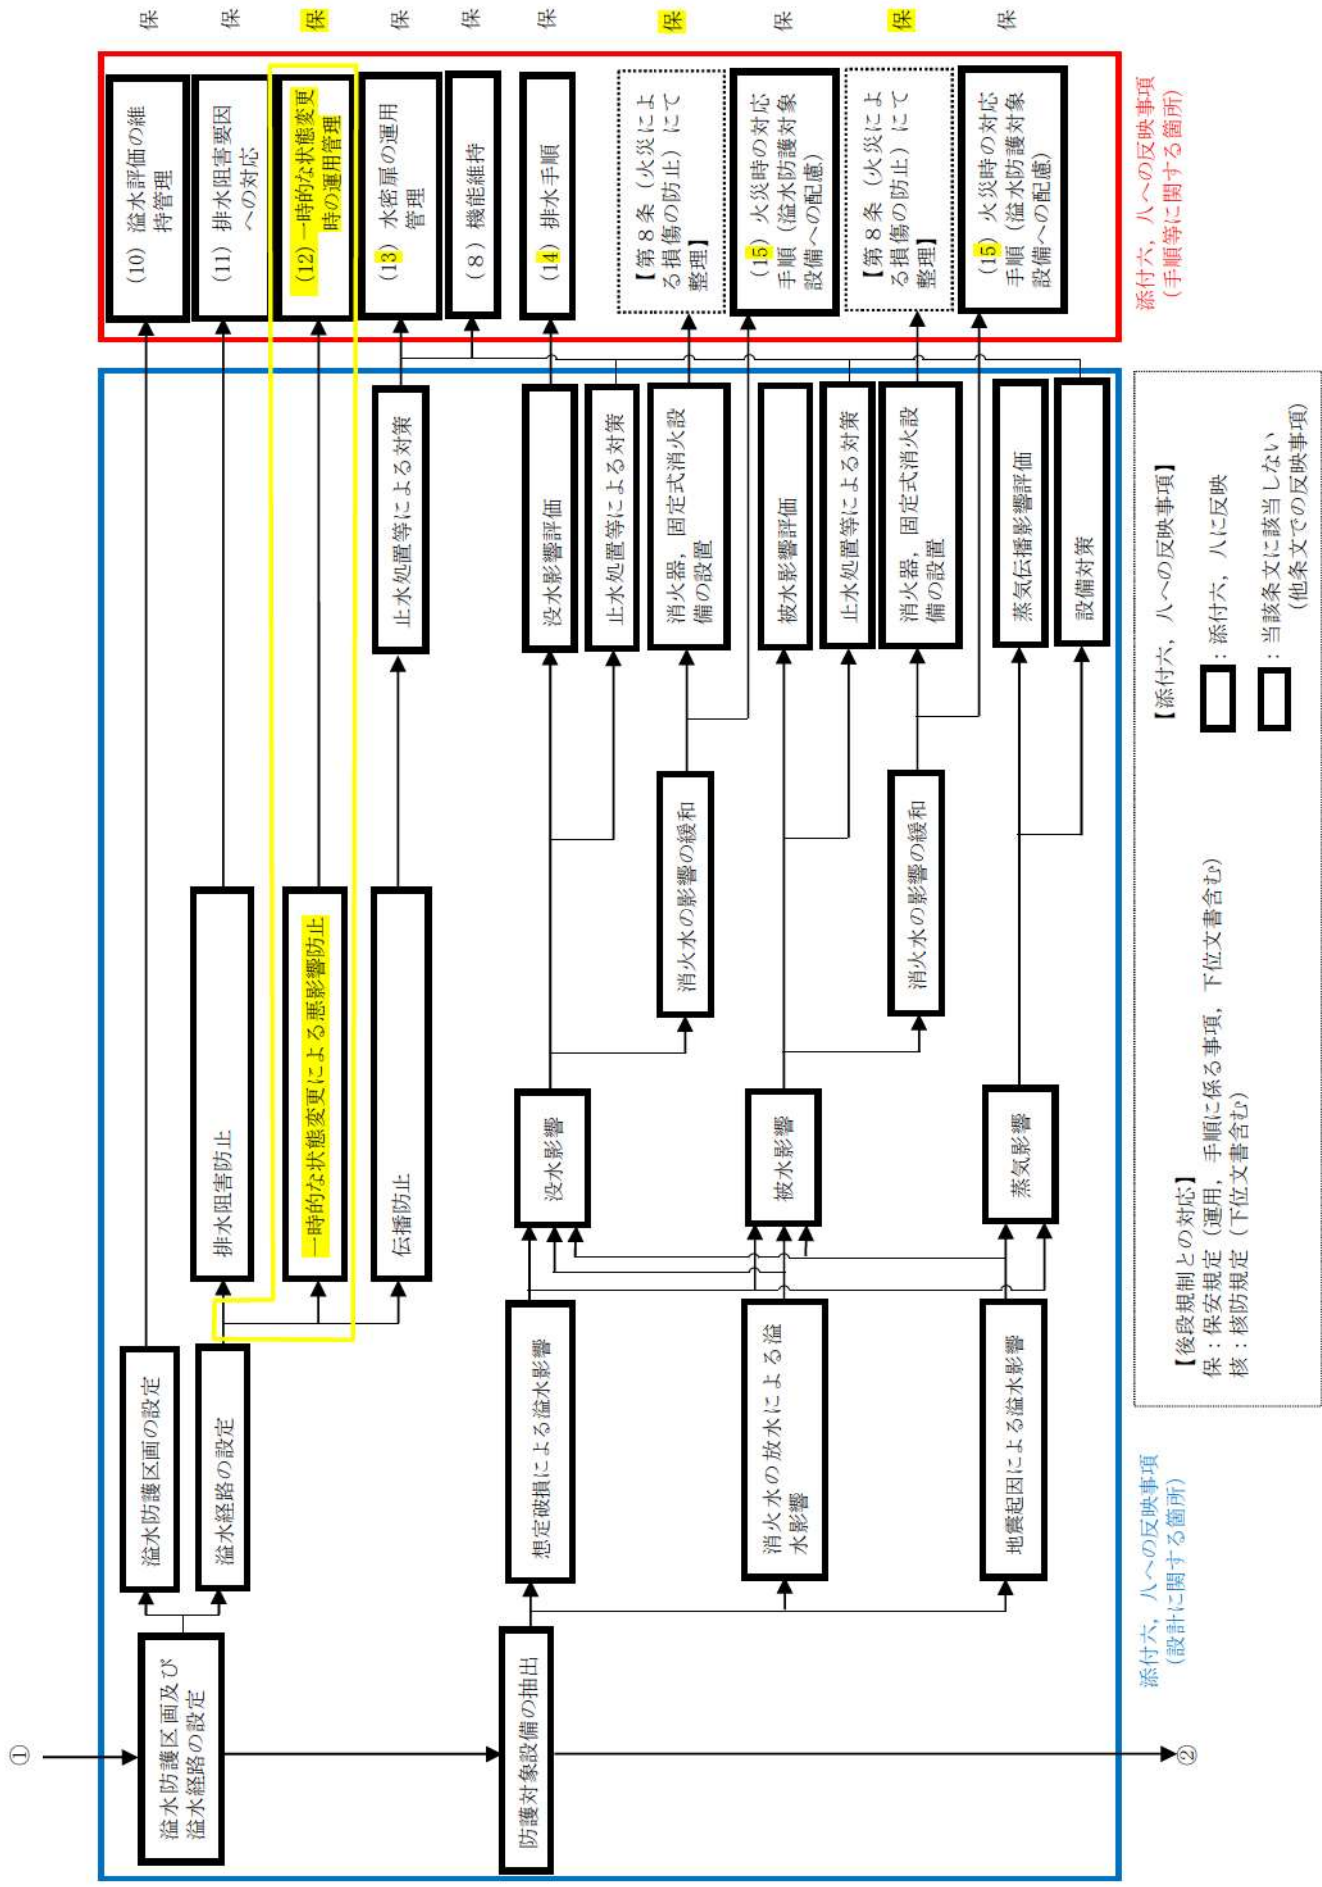 ①
溢水防護区画及び
溢水経路の設定
溢水防護区画の設定
(10) 溢水評価の維
持管理
保
溢水経路の設定
排水阻害防止
(11) 排水阻害要因
への対応
保
一時的な状態変更による悪影響防止
(12) 一時的な状態変更
時の運用管理
保
伝播防止
止水処置等による対策
(13) 水密扉の運用
管理
保
(8) 機能維持
保
防護対象設備の抽出
想定破損による溢水影響
没水影響
没水影響評価
(14) 排水手順
保
止水処置等による対策
消火水の影響の緩和
消火器，固定式消火設
備の設置
【第８条（火災によ
る損傷の防止）にて
整理】
保
(15) 火災時の対応
手順（溢水防護対象
設備への配慮）
消火水の放水による溢
水影響
被水影響
被水影響評価
止水処置等による対策
消火水の影響の緩和
消火器，固定式消火設
備の設置
【第８条（火災によ
る損傷の防止）にて
整理】
保
(15) 火災時の対応
手順（溢水防護対象
設備への配慮）
保
地震起因による溢水影響
蒸気影響
蒸気伝播影響評価
設備対策
②
添付六，八への反映事項
（設計に関する箇所）
添付六，八への反映事項
（手順等に関する箇所）
【後段規制との対応】
保：保安規定（運用，手順に係る事項，下位文書含む）
核：核防規定（下位文書含む）
【添付六，八への反映事項】
：添付六，八に反映
：当該条文に該当しない
（他条文での反映事項）